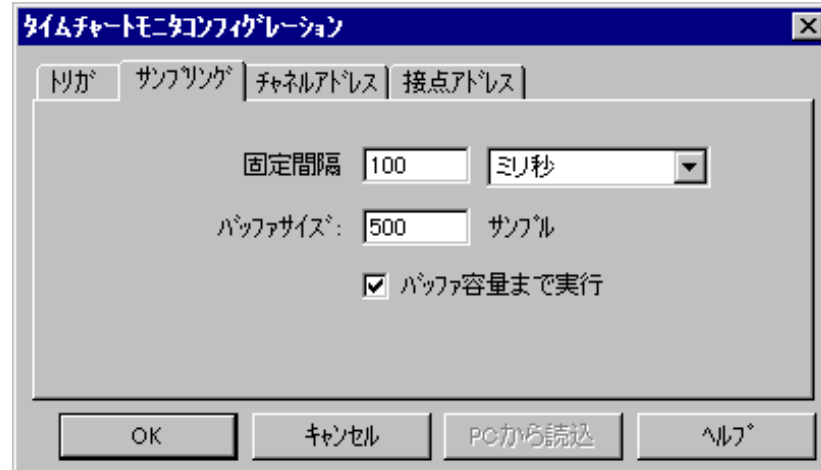 ﾀｲﾑﾁｬｰﾄﾓﾆﾀｺﾝﾌｨｸﾞﾚｰｼｮﾝ
ﾄﾘｶﾞ ｻﾝﾌﾟﾘﾝｸﾞ ﾁｬﾈﾙｱﾄﾞﾚｽ 接点ｱﾄﾞﾚｽ
固定間隔 100 ﾐﾘ秒
ﾊﾞｯﾌｧｻｲｽﾞ: 500 ｻﾝﾌﾟﾙ
ﾊﾞｯﾌｧ容量まで実行
OK ｷｬﾝｾﾙ PCから読込 ﾍﾙﾌﾟ